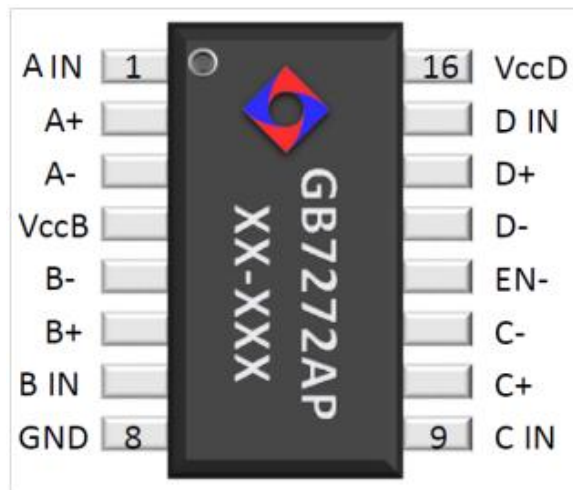 A IN 1 16 VccD
A+ D IN
A- D+
VccB D-
B- EN-
B+ C-
B IN C+
GND 8 9 C IN
GB7272AP
XX-XXX